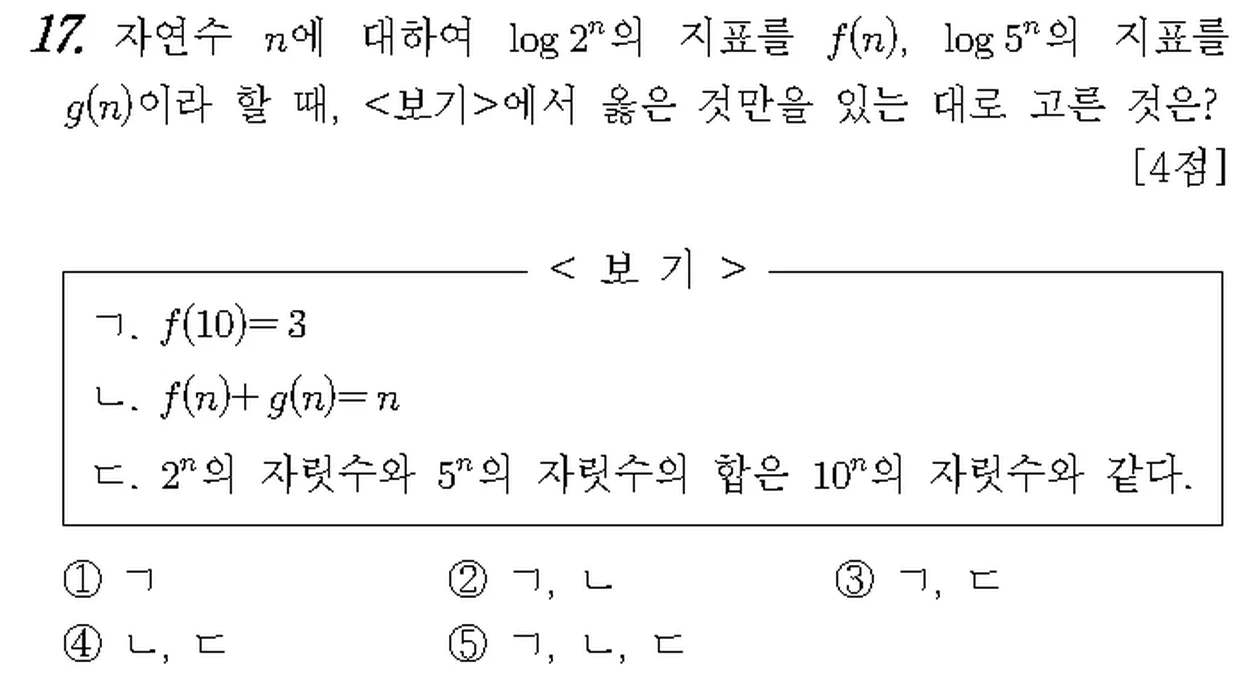 17. 자연수 n에 대하여 log 2ⁿ의 지표를 f(n), log 5ⁿ의 지표를
g(n)이라 할 때, <보기>에서 옳은 것만을 있는 대로 고른 것은?
[4점]
< 보 기 >
ㄱ. f(10)=3
ㄴ. f(n)+g(n)=n
ㄷ. 2ⁿ의 자릿수와 5ⁿ의 자릿수의 합은 10ⁿ의 자릿수와 같다.
① ㄱ ② ㄱ, ㄴ ③ ㄱ, ㄷ
④ ㄴ, ㄷ ⑤ ㄱ, ㄴ, ㄷ